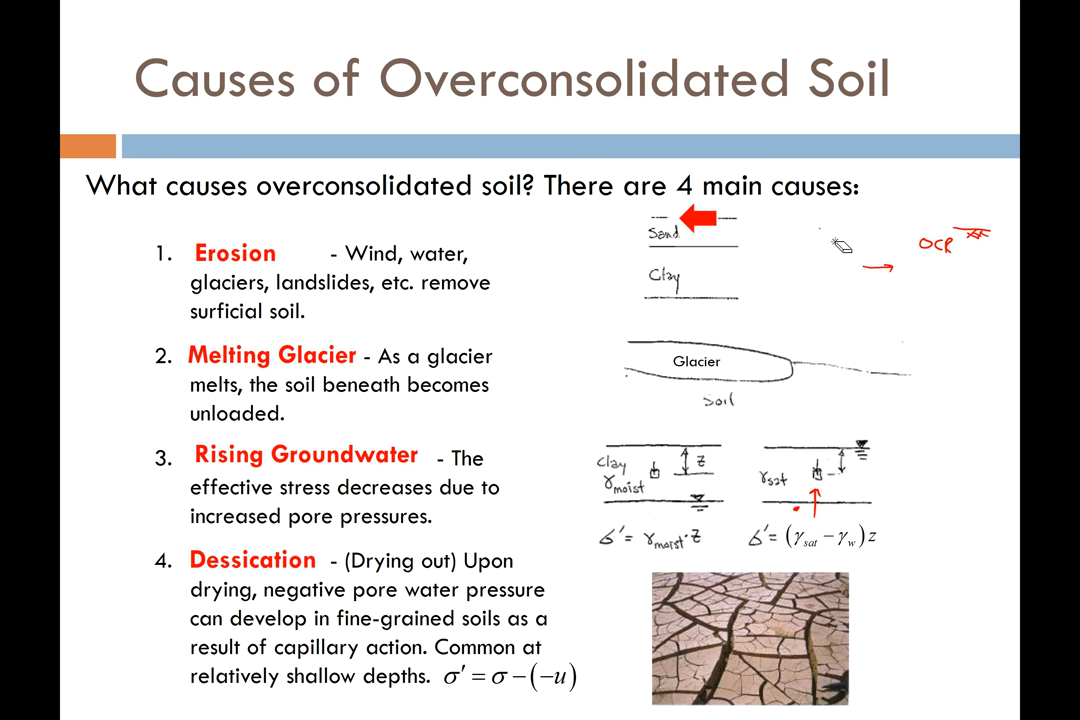 Causes of Overconsolidated Soil
What causes overconsolidated soil? There are 4 main causes:
1. Erosion - Wind, water,
glaciers, landslides, etc. remove
surficial soil.
Sand
Clay
OCR
2. Melting Glacier - As a glacier
melts, the soil beneath becomes
unloaded.
Glacier
Soil
3. Rising Groundwater - The
effective stress decreases due to
increased pore pressures.
Clay
γmoist
z
γsat
σ' = γmoist·z
σ' = (γsat − γw) z
4. Dessication - (Drying out) Upon
drying, negative pore water pressure
can develop in fine-grained soils as a
result of capillary action. Common at
relatively shallow depths. σ' = σ − (−u)